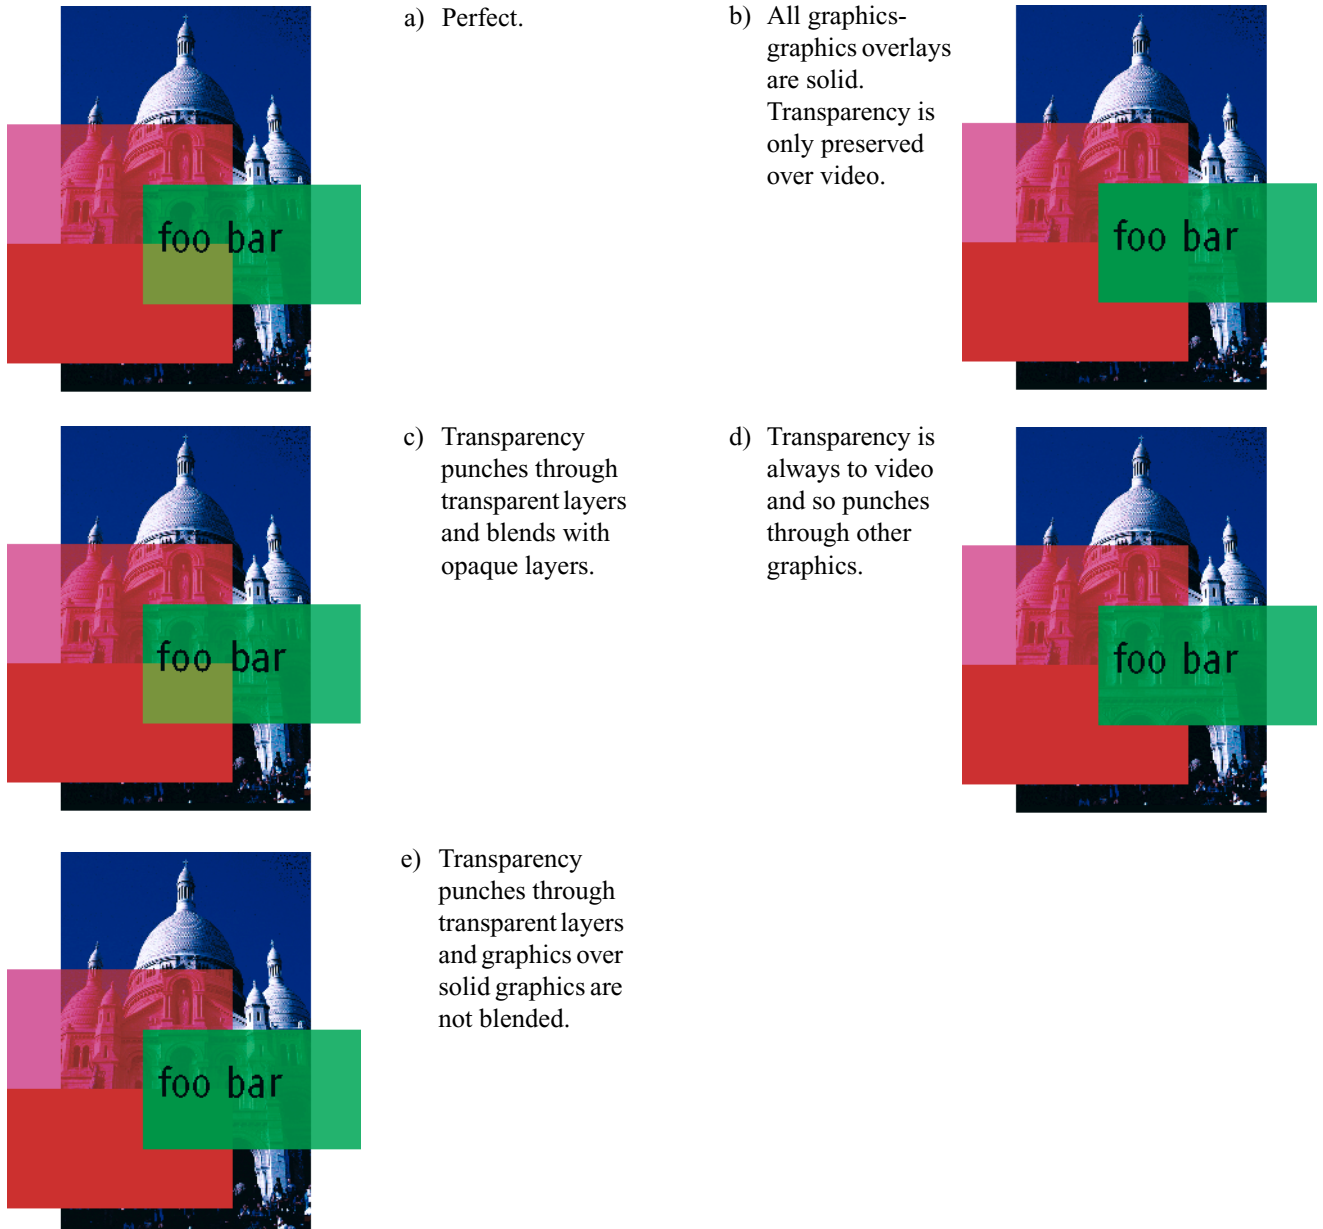 a) Perfect.
foo bar
b) All graphics-
graphics overlays
are solid.
Transparency is
only preserved
over video.
foo bar
c) Transparency
punches through
transparent layers
and blends with
opaque layers.
foo bar
d) Transparency is
always to video
and so punches
through other
graphics.
foo bar
e) Transparency
punches through
transparent layers
and graphics over
solid graphics are
not blended.
foo bar